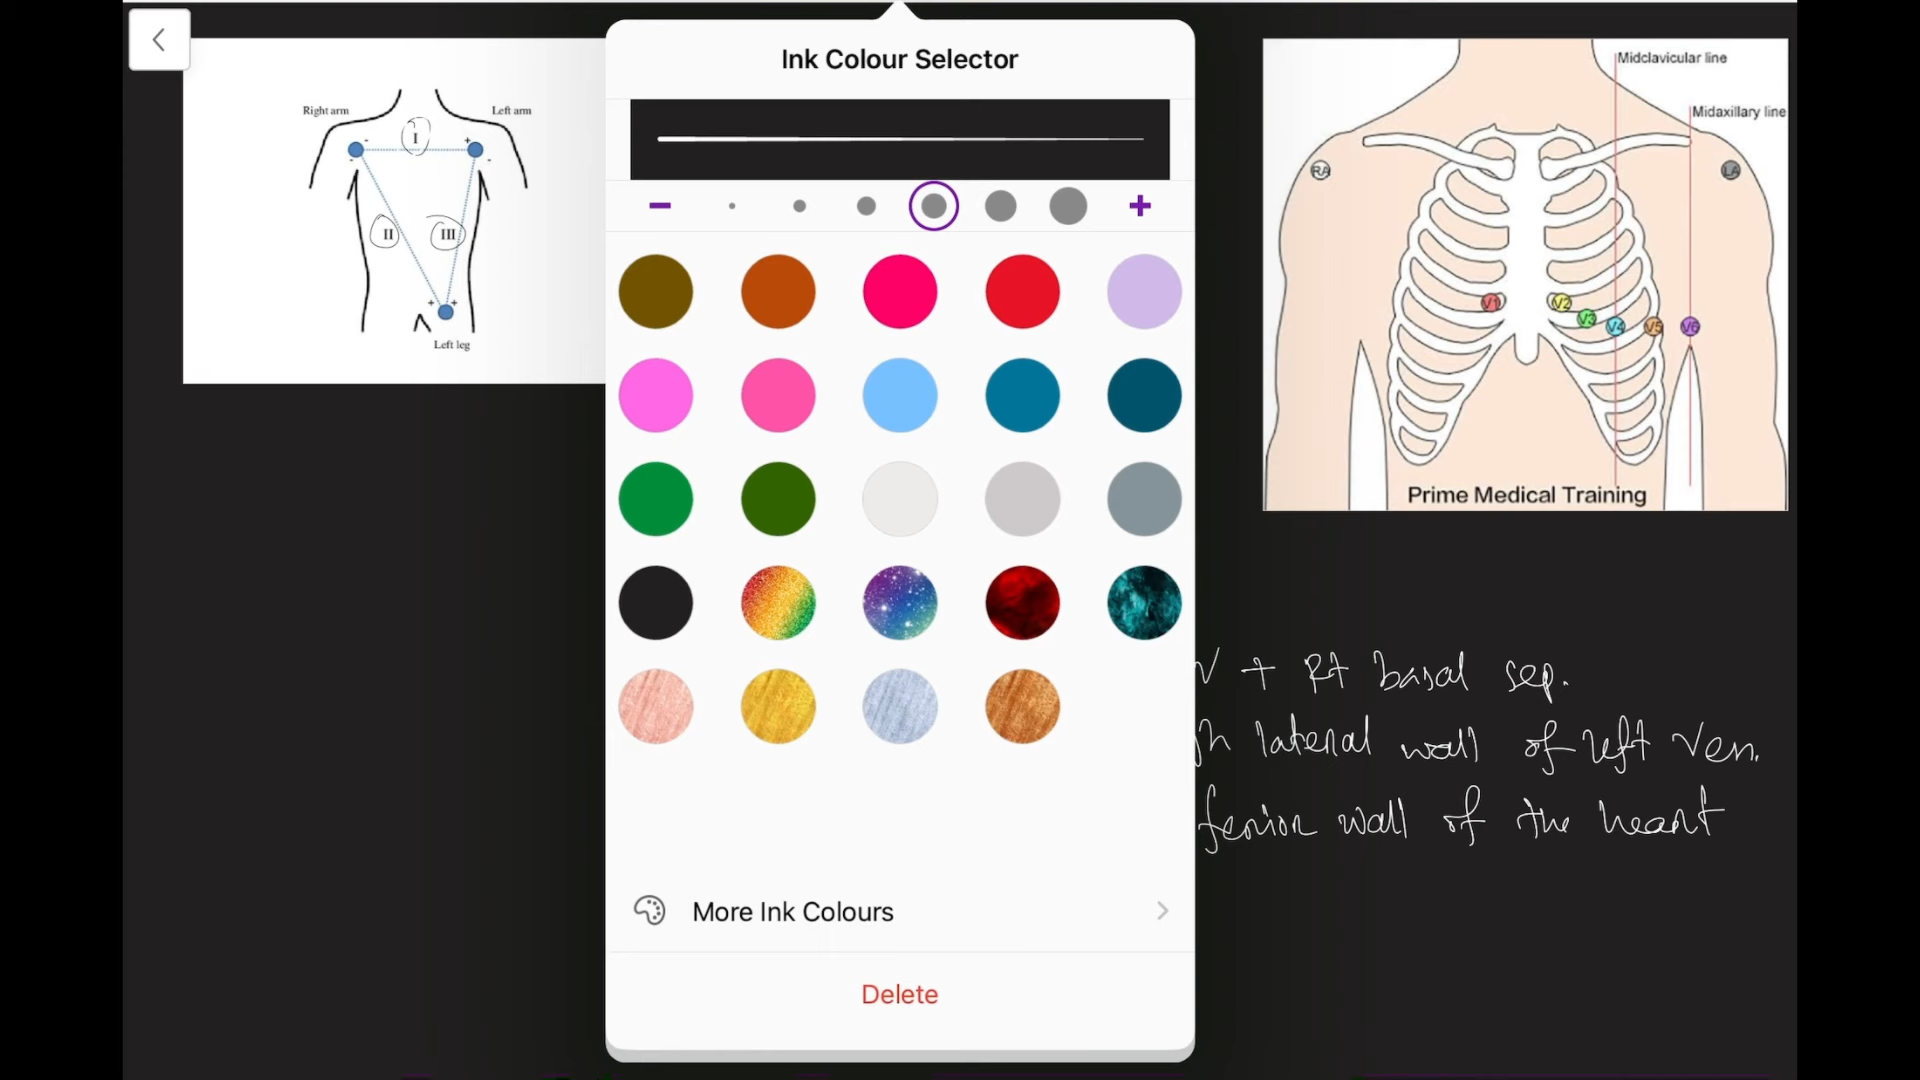 Ink Colour Selector
Right arm
Left arm
I
II
III
Left leg
Midclavicular line
Midaxillary line
RA
LA
V1
V2
V3
V4
V5
V6
Prime Medical Training
+ Rt basal sep.
lateral wall of left Ven.
wall of the heart
More Ink Colours
Delete